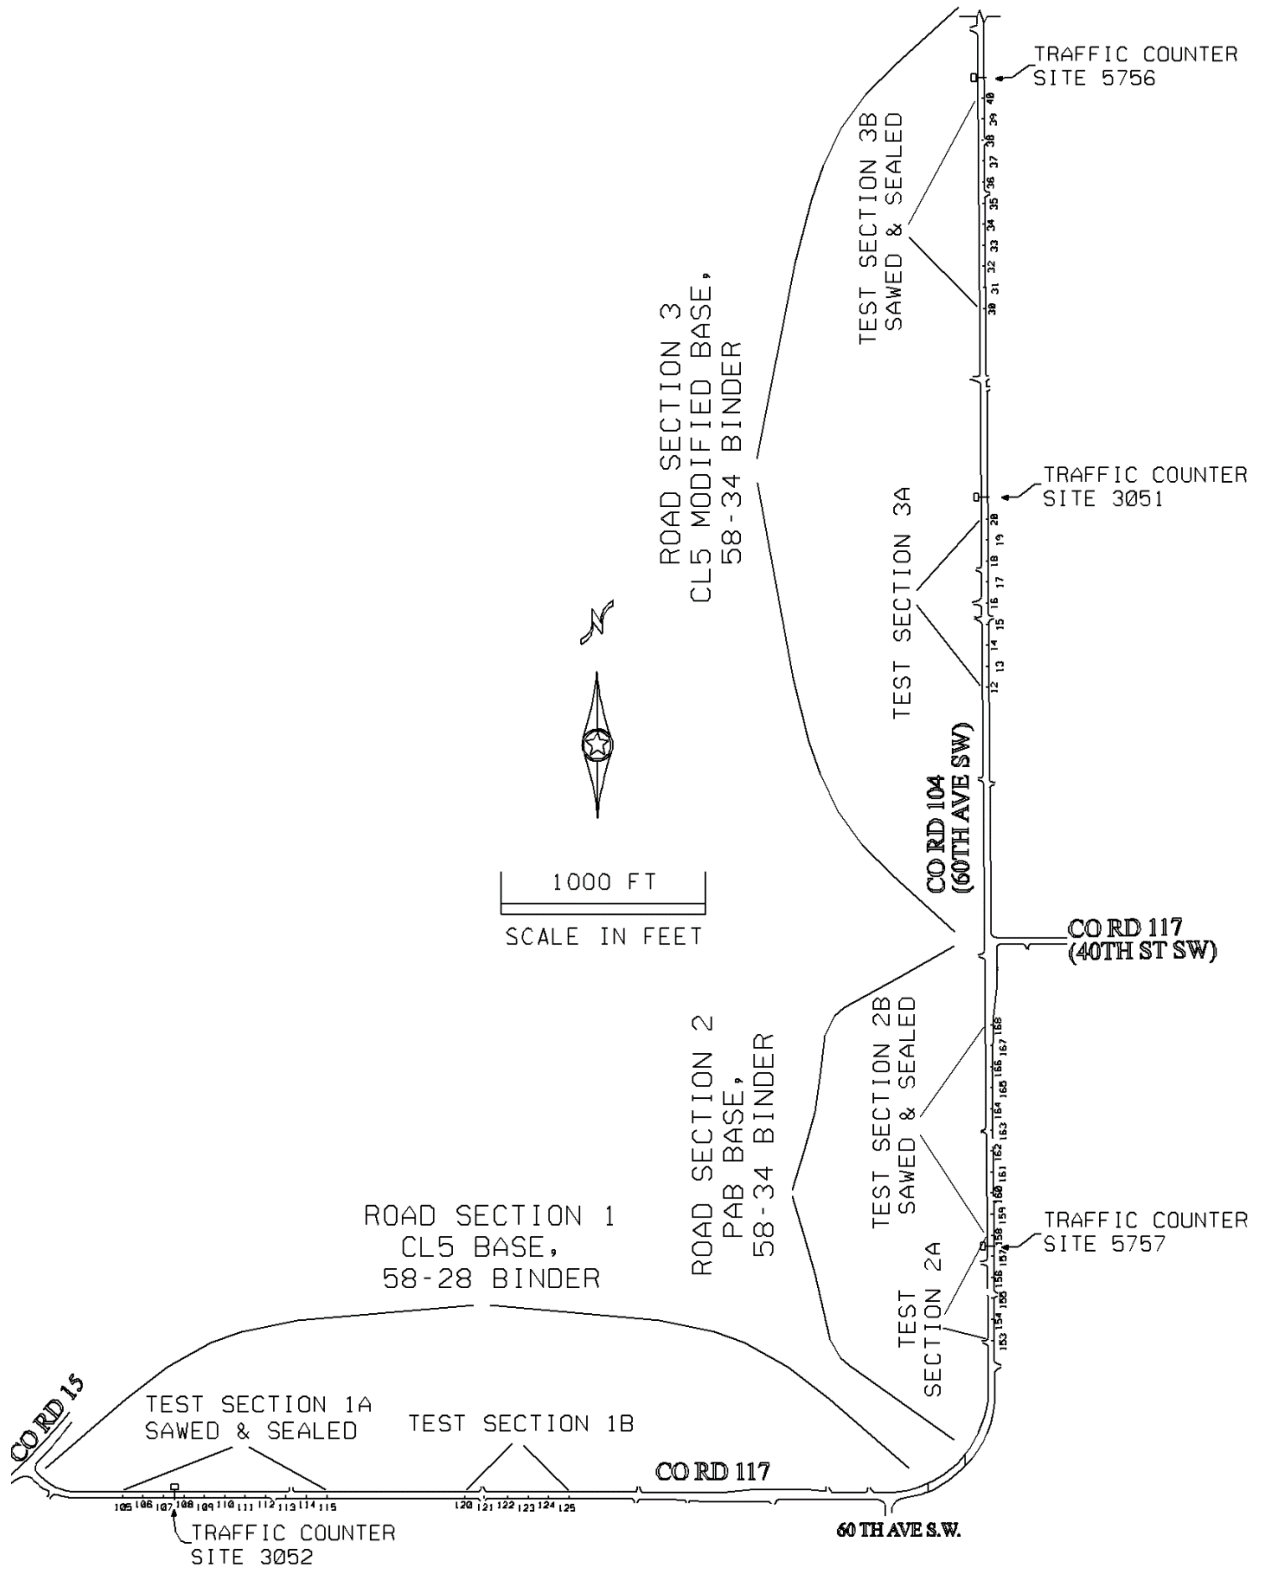 TRAFFIC COUNTER
SITE 5756
40
39
38
37
36
35
34
33
32
31
30
TEST SECTION 3B
SAWED & SEALED
ROAD SECTION 3
CL5 MODIFIED BASE,
58-34 BINDER
TRAFFIC COUNTER
SITE 3051
20
19
18
17
16
15
14
13
12
TEST SECTION 3A
N
CO RD 104
(60TH AVE SW)
1000 FT
SCALE IN FEET
CO RD 117
(40TH ST SW)
168
167
166
165
164
163
162
161
160
159
158
157
156
155
154
153
TEST SECTION 2B
SAWED & SEALED
ROAD SECTION 2
PAB BASE,
58-34 BINDER
TRAFFIC COUNTER
SITE 5757
TEST
SECTION 2A
ROAD SECTION 1
CL5 BASE,
58-28 BINDER
CO RD 15
TEST SECTION 1A
SAWED & SEALED
TEST SECTION 1B
CO RD 117
105 106 107 108 109 110 111 112 113 114 115
120 121 122 123 124 125
60 TH AVE S.W.
TRAFFIC COUNTER
SITE 3052